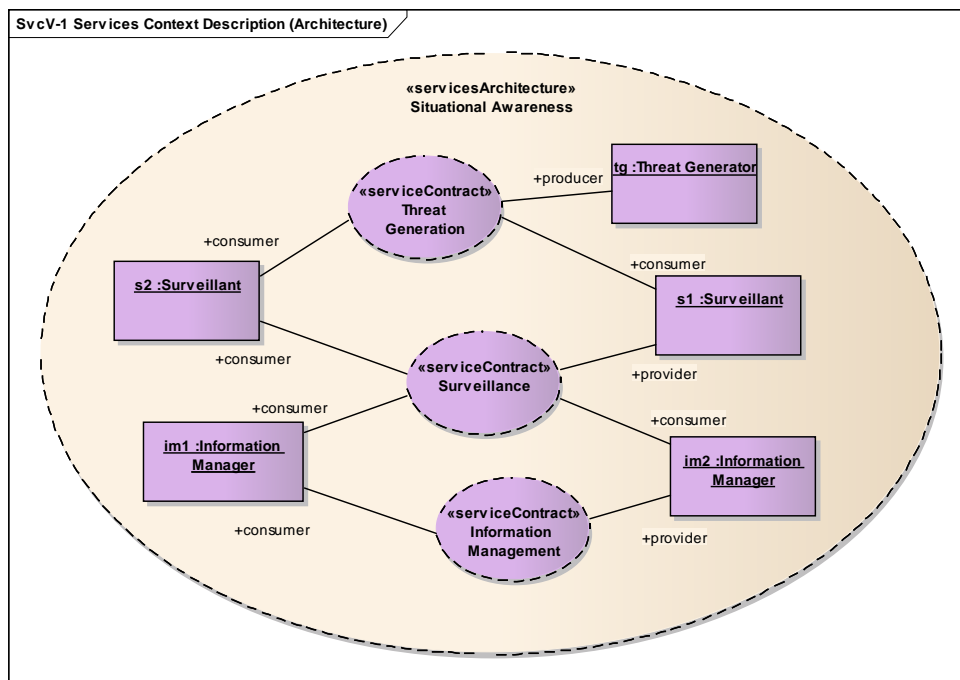 SvcV-1 Services Context Description (Architecture)
«servicesArchitecture»
Situational Awareness
«serviceContract»
Threat
Generation
+producer
tg :Threat Generator
+consumer
+consumer
s2 :Surveillant
s1 :Surveillant
+consumer
«serviceContract»
Surveillance
+provider
+consumer
+consumer
im1 :Information
Manager
im2 :Information
Manager
+consumer
«serviceContract»
Information
Management
+provider